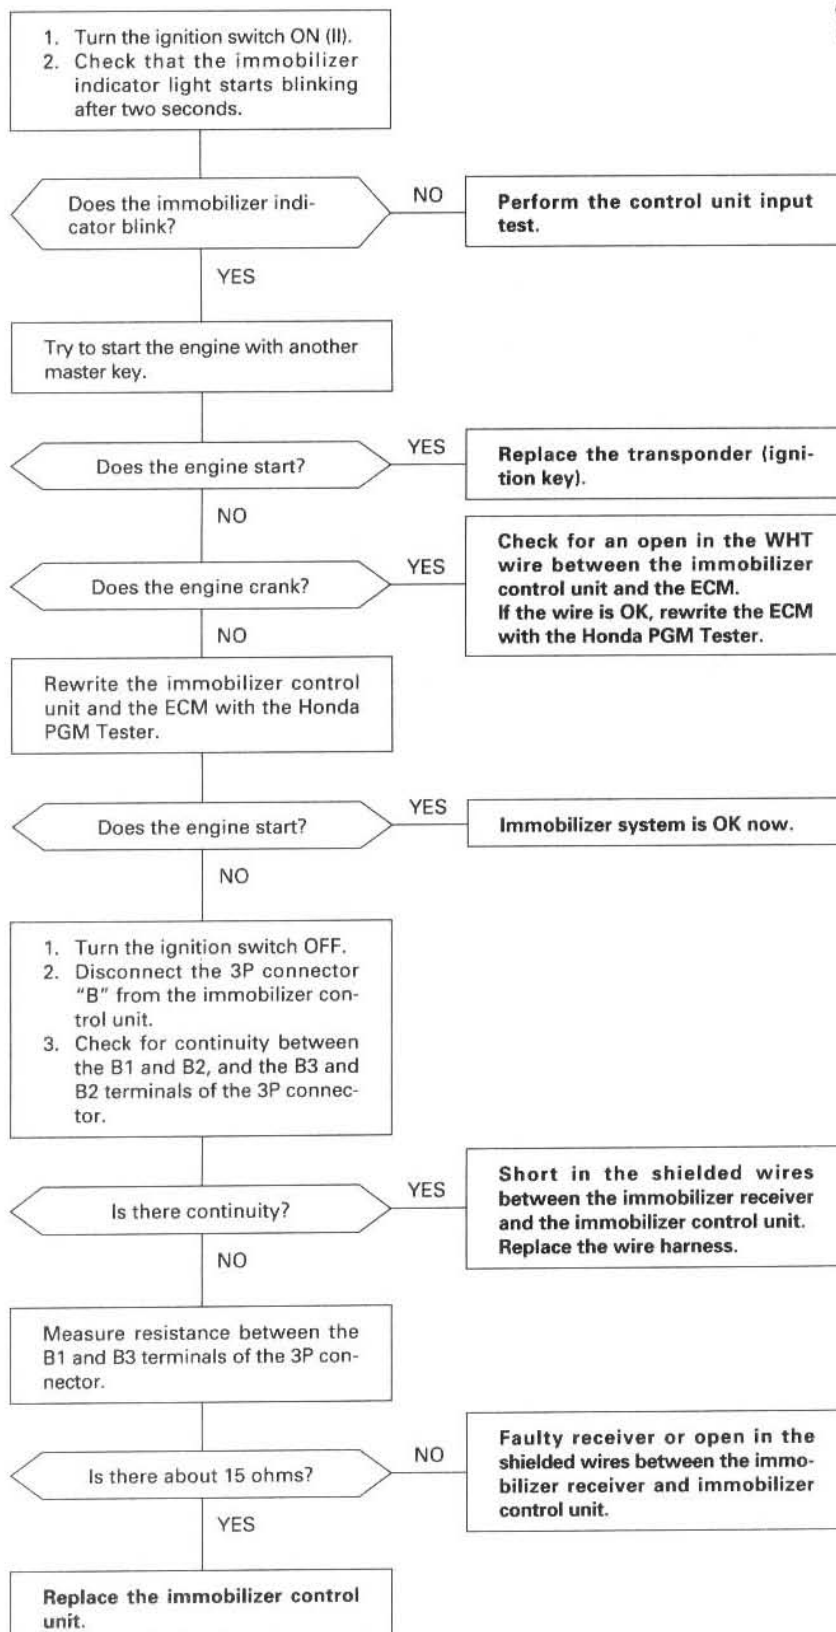 1. Turn the ignition switch ON (II).
2. Check that the immobilizer
indicator light starts blinking
after two seconds.
Does the immobilizer indi-
cator blink?
NO
Perform the control unit input
test.
YES
Try to start the engine with another
master key.
Does the engine start?
YES
Replace the transponder (igni-
tion key).
NO
Does the engine crank?
YES
Check for an open in the WHT
wire between the immobilizer
control unit and the ECM.
If the wire is OK, rewrite the ECM
with the Honda PGM Tester.
NO
Rewrite the immobilizer control
unit and the ECM with the Honda
PGM Tester.
Does the engine start?
YES
Immobilizer system is OK now.
NO
1. Turn the ignition switch OFF.
2. Disconnect the 3P connector
"B" from the immobilizer con-
trol unit.
3. Check for continuity between
the B1 and B2, and the B3 and
B2 terminals of the 3P connec-
tor.
Is there continuity?
YES
Short in the shielded wires
between the immobilizer receiver
and the immobilizer control unit.
Replace the wire harness.
NO
Measure resistance between the
B1 and B3 terminals of the 3P con-
nector.
Is there about 15 ohms?
NO
Faulty receiver or open in the
shielded wires between the immo-
bilizer receiver and immobilizer
control unit.
YES
Replace the immobilizer control
unit.